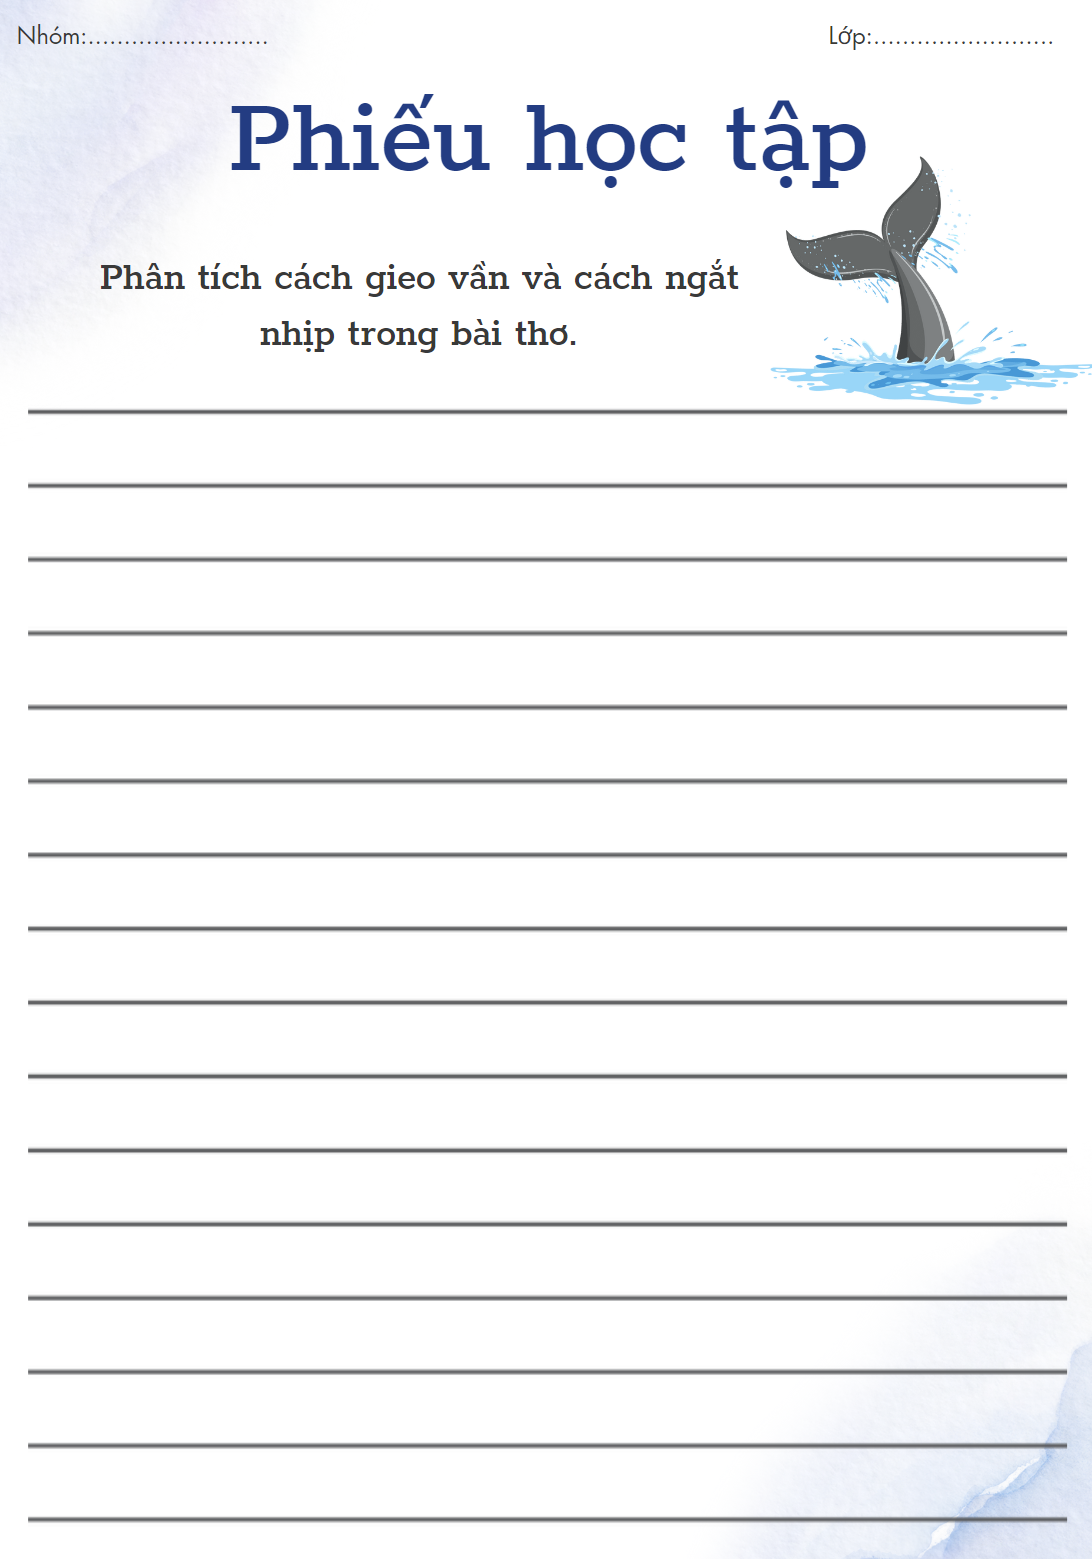 Nhóm:.........................
Lớp:.........................
Phiếu học tập
Phân tích cách gieo vần và cách ngắt
nhịp trong bài thơ.